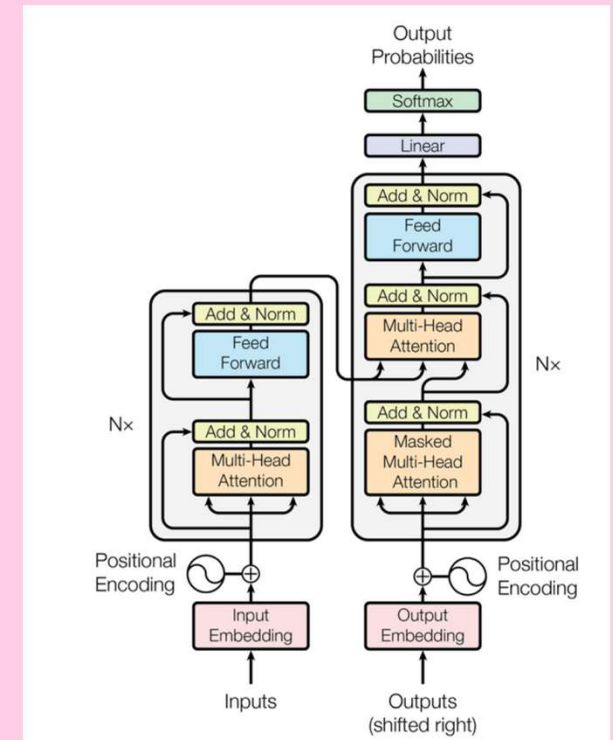 Output
Probabilities
Softmax
Linear
Add & Norm
Feed
Forward
Add & Norm
Multi-Head
Attention
Nx
Add & Norm
Masked
Multi-Head
Attention
Add & Norm
Feed
Forward
Nx
Add & Norm
Multi-Head
Attention
Positional
Encoding
Positional
Encoding
Input
Embedding
Output
Embedding
Inputs
Outputs
(shifted right)